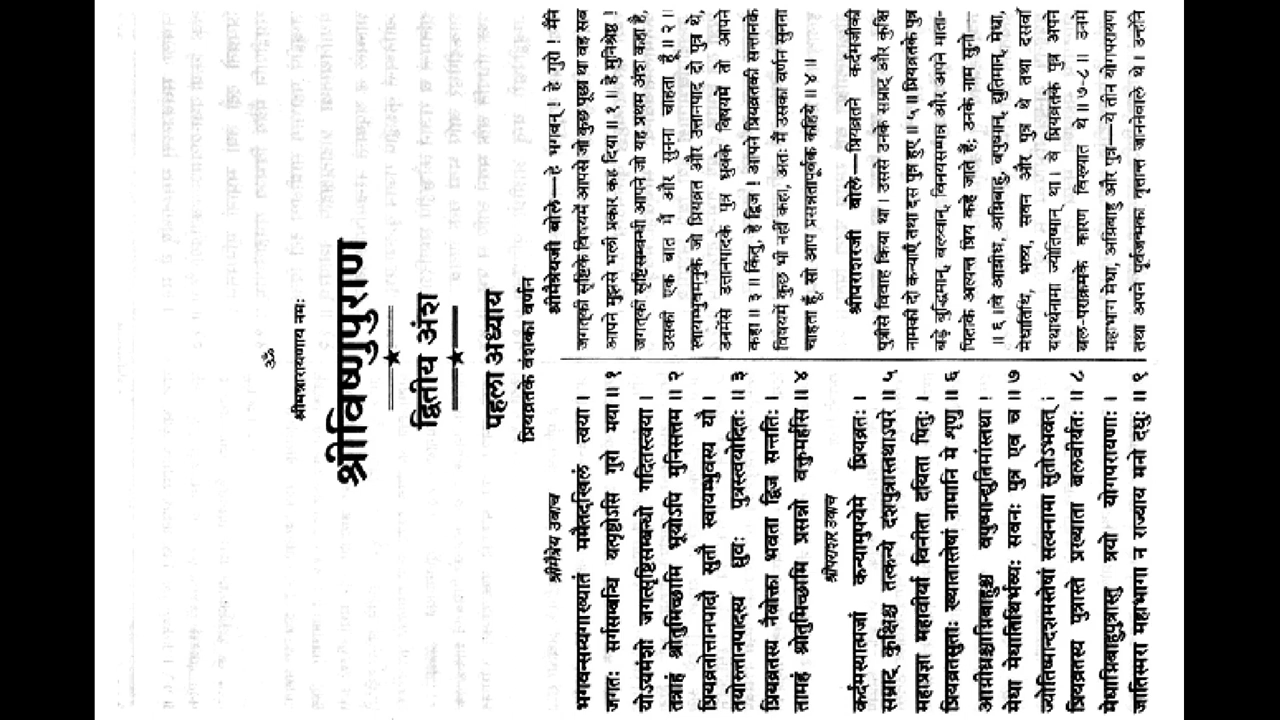 ॐ
श्रीमन्नारायणाय नमः
श्रीविष्णुपुराण
द्वितीय अंश
पहला अध्याय
प्रियव्रतके वंशका वर्णन
श्रीमैत्रेय उवाच
भगवन्सम्यगाख्यातं ममैतदखिलं त्वया ।
जगतः सर्गसम्बन्धि यत्पृष्टोऽसि गुरो मया ॥ १
योऽयमंशो जगत्सृष्टिसम्बन्धो गदितस्त्वया ।
तत्राहं श्रोतुमिच्छामि भूयोऽपि मुनिसत्तम ॥ २
प्रियव्रतोत्तानपादौ सुतौ स्वायम्भुवस्य यौ ।
तयोरुत्तानपादस्य ध्रुवः पुत्रस्त्वयोदितः ॥ ३
प्रियव्रतस्य नैवोक्ता भवता द्विज सन्ततिः ।
तामहं श्रोतुमिच्छामि प्रसन्नो वक्तुमर्हसि ॥ ४
श्रीपराशर उवाच
कर्दमस्यात्मजां कन्यामुपयेमे प्रियव्रतः ।
सम्राट् कुक्षिश्च तत्कन्ये दशपुत्रास्तथाऽपरे ॥ ५
महाप्रज्ञा महावीर्या विनीता दयिता पितुः ।
प्रियव्रतसुताः ख्यातास्तेषां नामानि मे शृणु ॥ ६
आग्नीध्रश्चाग्निबाहुश्च वपुष्मान्द्युतिमांस्तथा ।
मेधा मेधातिथिर्भव्यः सवनः पुत्र एव च ॥ ७
ज्योतिष्मान्दशमस्तेषां सत्यनामा सुतोऽभवत् ।
प्रियव्रतस्य पुत्रास्ते प्रख्याता बलवीर्यतः ॥ ८
मेधाग्निबाहुपुत्रास्तु त्रयो योगपरायणाः ।
जातिस्मरा महाभागा न राज्याय मनो दधुः ॥ ९
श्रीमैत्रेयजी बोले—हे भगवन् ! हे गुरो ! मैंने
जगत्‌की सृष्टिके विषयमें आपसे जो कुछ पूछा था वह सब
आपने मुझसे भली प्रकार कह दिया ॥ १ ॥ हे मुनिश्रेष्ठ !
जगत्‌की सृष्टिसम्बन्धी आपने जो यह प्रथम अंश कहा है,
उसकी एक बात मैं और सुनना चाहता हूँ ॥ २ ॥
स्वायम्भुवमनुके जो प्रियव्रत और उत्तानपाद दो पुत्र थे,
उनमेंसे उत्तानपादके पुत्र ध्रुवके विषयमें तो आपने
कहा ॥ ३ ॥ किंतु, हे द्विज ! आपने प्रियव्रतकी सन्तानके
विषयमें कुछ भी नहीं कहा, अतः मैं उसका वर्णन सुनना
चाहता हूँ, सो आप प्रसन्नतापूर्वक कहिये ॥ ४ ॥
श्रीपराशरजी बोले—प्रियव्रतने कर्दमजीकी
पुत्रीसे विवाह किया था । उससे उनके सम्राट् और कुक्षि
नामकी दो कन्याएँ तथा दस पुत्र हुए ॥ ५ ॥ प्रियव्रतके पुत्र
बड़े बुद्धिमान्, बलवान्, विनयसम्पन्न और अपने माता-
पिताके अत्यन्त प्रिय कहे जाते हैं; उनके नाम सुनो—
॥ ६ ॥ वे आग्नीध्र, अग्निबाहु, वपुष्मान्, द्युतिमान्, मेधा,
मेधातिथि, भव्य, सवन और पुत्र थे तथा दसवाँ
यथार्थनामा ज्योतिष्मान् था । वे प्रियव्रतके पुत्र अपने
बल-पराक्रमके कारण विख्यात थे ॥ ७-८ ॥ उनमें
महाभाग मेधा, अग्निबाहु और पुत्र—ये तीन योगपरायण
तथा अपने पूर्वजन्मका वृत्तान्त जाननेवाले थे । उन्होंने